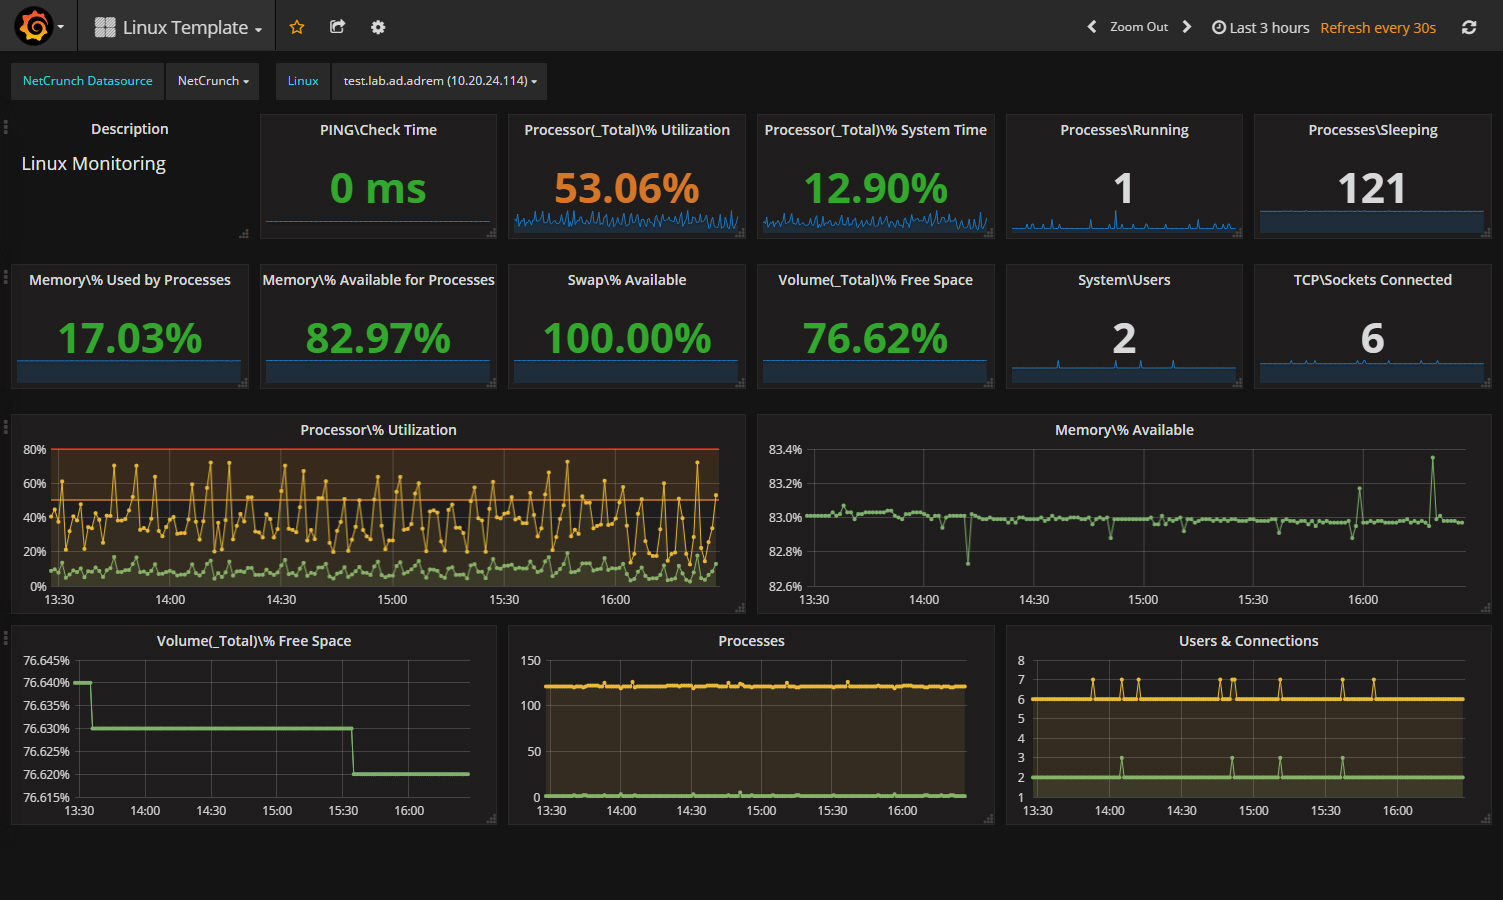 Linux Template
Zoom Out
Last 3 hours
Refresh every 30s
NetCrunch Datasource
NetCrunch
Linux
test.lab.ad.adrem (10.20.24.114)
Description
Linux Monitoring
PING\Check Time
0 ms
Processor(_Total)\% Utilization
53.06%
Processor(_Total)\% System Time
12.90%
Processes\Running
1
Processes\Sleeping
121
Memory\% Used by Processes
17.03%
Memory\% Available for Processes
82.97%
Swap\% Available
100.00%
Volume(_Total)\% Free Space
76.62%
System\Users
2
TCP\Sockets Connected
6
Processor\% Utilization
80%
60%
40%
20%
0%
13:30 14:00 14:30 15:00 15:30 16:00
Memory\% Available
83.4%
83.2%
83.0%
82.8%
82.6%
13:30 14:00 14:30 15:00 15:30 16:00
Volume(_Total)\% Free Space
76.645%
76.640%
76.635%
76.630%
76.625%
76.620%
76.615%
13:30 14:00 14:30 15:00 15:30 16:00
Processes
150
100
50
0
13:30 14:00 14:30 15:00 15:30 16:00
Users & Connections
8
7
6
5
4
3
2
1
13:30 14:00 14:30 15:00 15:30 16:00